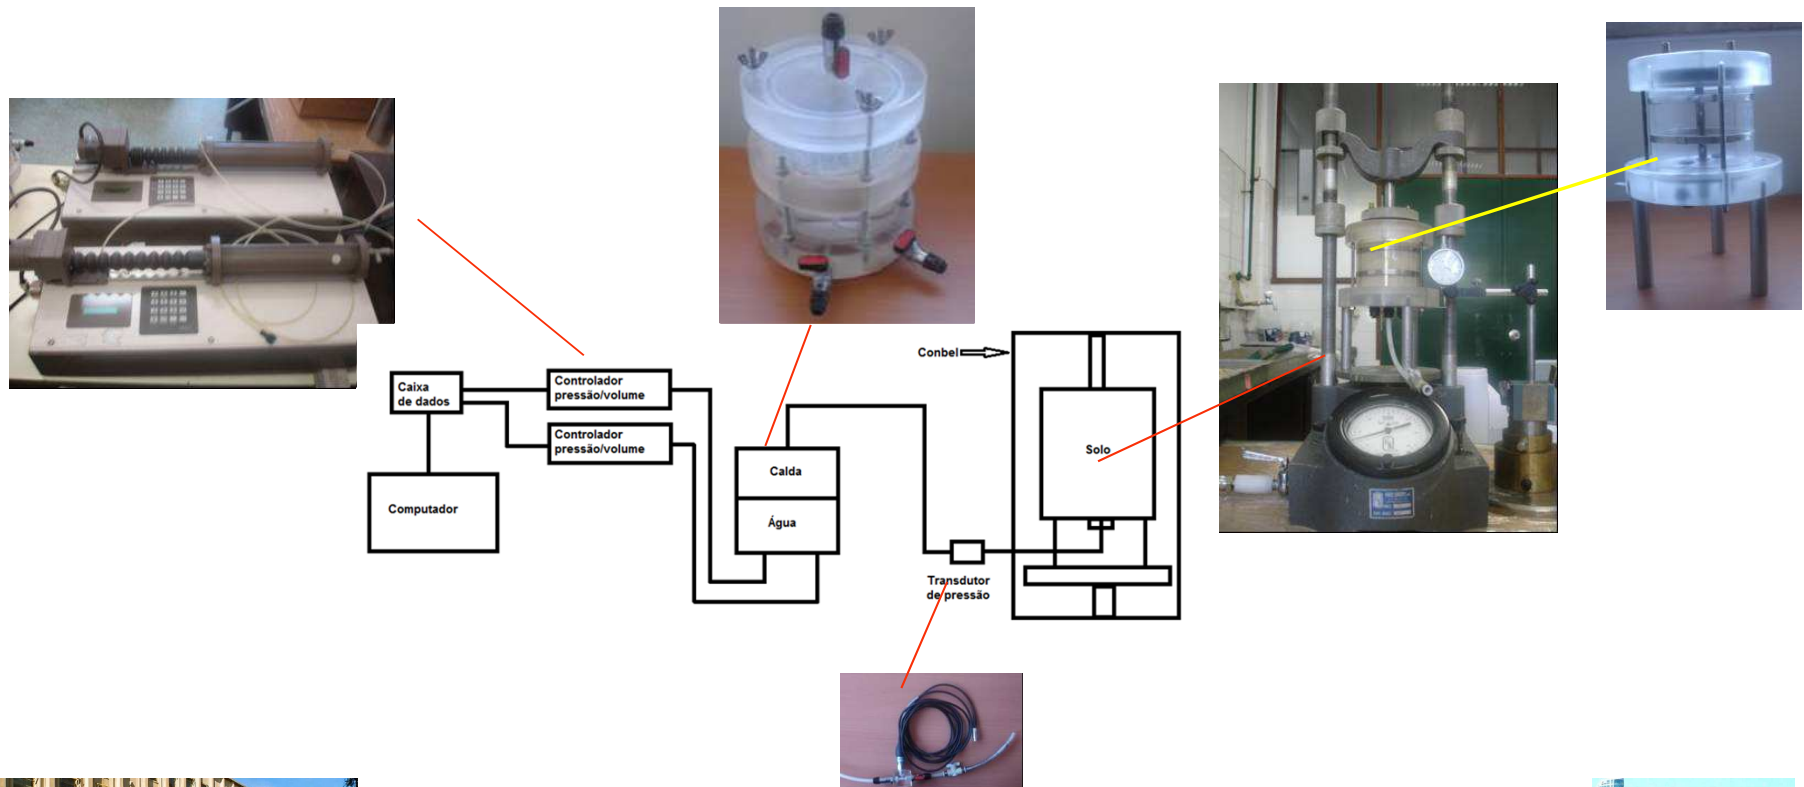 Conbel
Caixa
de dados
Controlador
pressão/volume
Controlador
pressão/volume
Calda
Solo
Computador
Água
Transdutor
de pressão